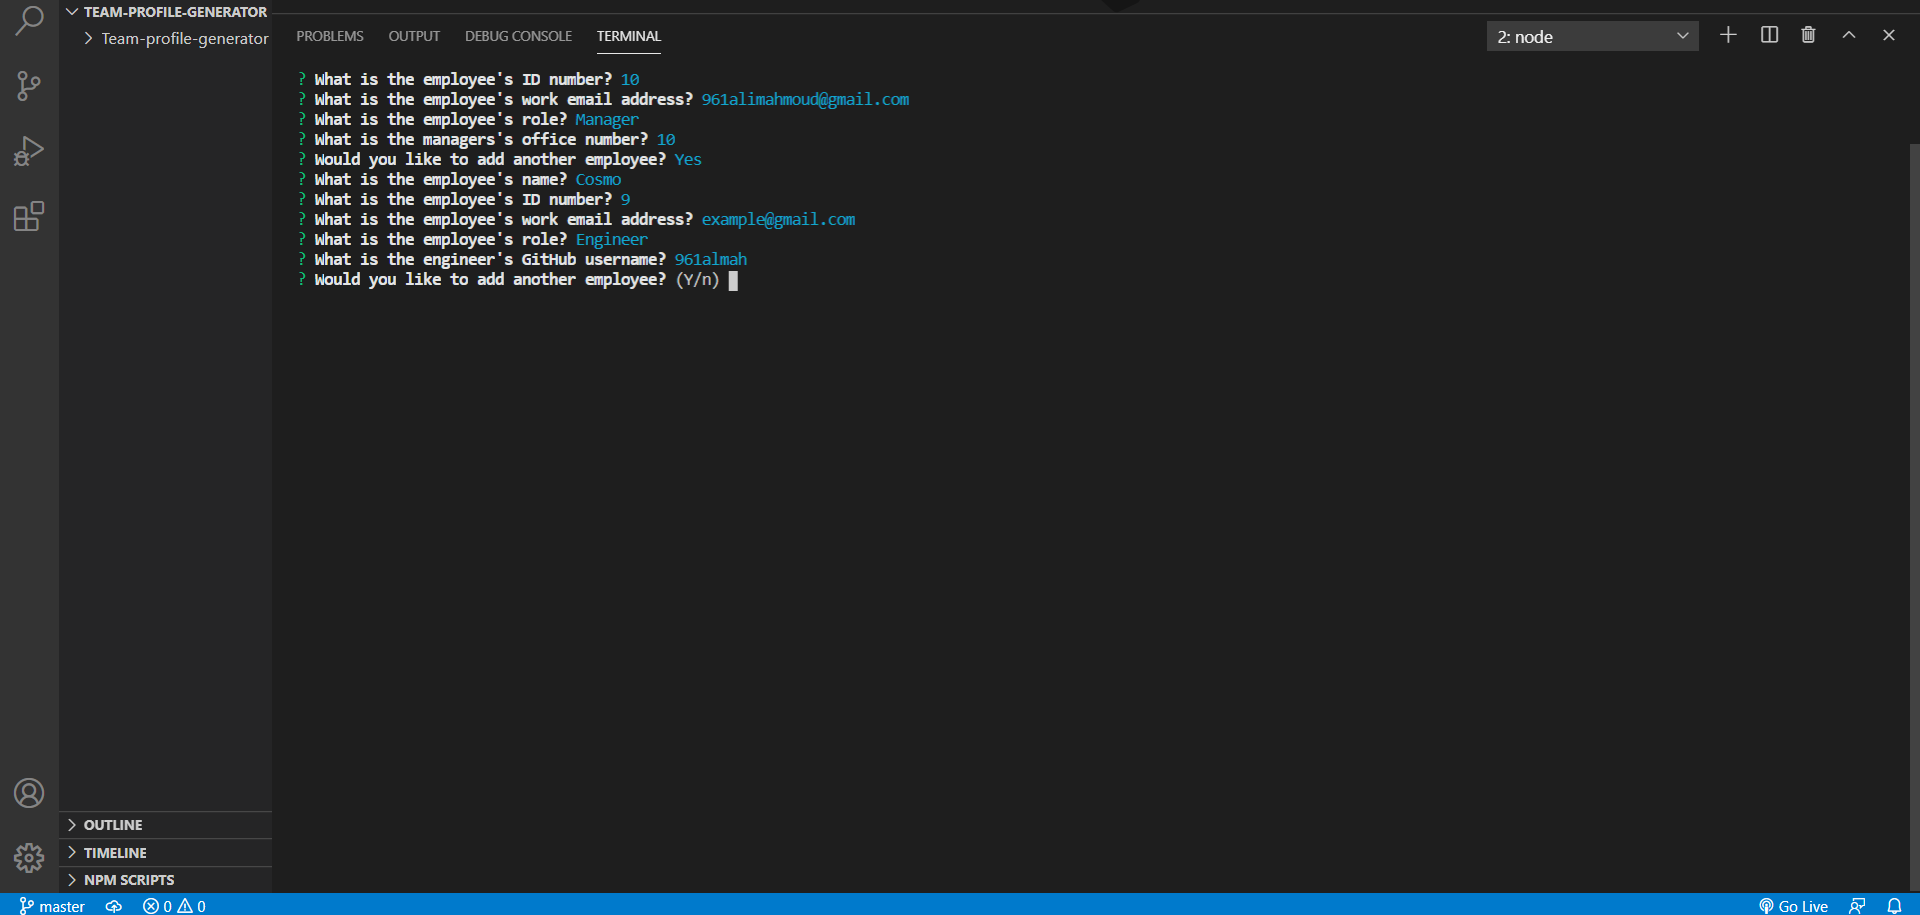 TEAM-PROFILE-GENERATOR
Team-profile-generator
PROBLEMS OUTPUT DEBUG CONSOLE TERMINAL
2: node
? What is the employee's ID number? 10
? What is the employee's work email address? 961alimahmoud@gmail.com
? What is the employee's role? Manager
? What is the managers's office number? 10
? Would you like to add another employee? Yes
? What is the employee's name? Cosmo
? What is the employee's ID number? 9
? What is the employee's work email address? example@gmail.com
? What is the employee's role? Engineer
? What is the engineer's GitHub username? 961almah
? Would you like to add another employee? (Y/n)
OUTLINE
TIMELINE
NPM SCRIPTS
master 0 0 Go Live